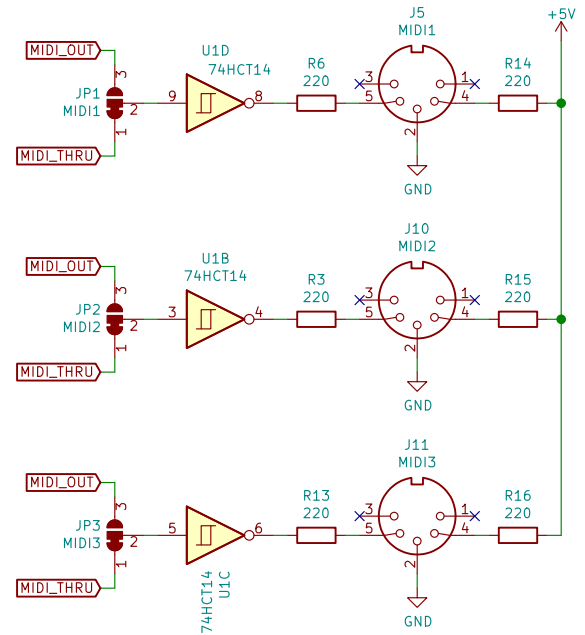 J5
MIDI1
+5V
MIDI_OUT
U1D
74HCT14
R6
220
R14
220
3
JP1
MIDI1
2
1
9
8
3
5
1
4
2
MIDI_THRU
GND
J10
MIDI2
MIDI_OUT
U1B
74HCT14
R3
220
R15
220
3
JP2
MIDI2
2
1
3
4
3
5
1
4
2
MIDI_THRU
GND
J11
MIDI3
MIDI_OUT
R13
220
R16
220
3
JP3
MIDI3
2
1
5
6
3
5
1
4
2
MIDI_THRU
74HCT14
U1C
GND